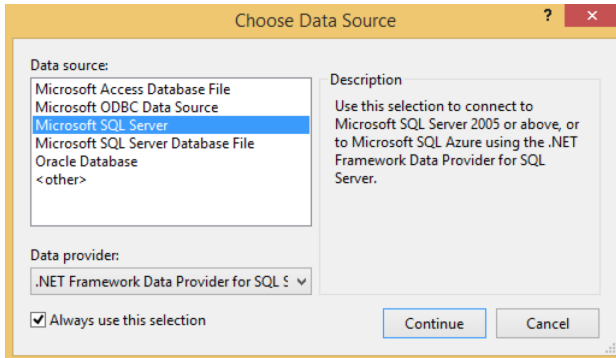 Choose Data Source
?
Data source:
Microsoft Access Database File
Microsoft ODBC Data Source
Microsoft SQL Server
Microsoft SQL Server Database File
Oracle Database
<other>
Description
Use this selection to connect to
Microsoft SQL Server 2005 or above, or
to Microsoft SQL Azure using the .NET
Framework Data Provider for SQL
Server.
Data provider:
.NET Framework Data Provider for SQL S
Always use this selection
Continue
Cancel